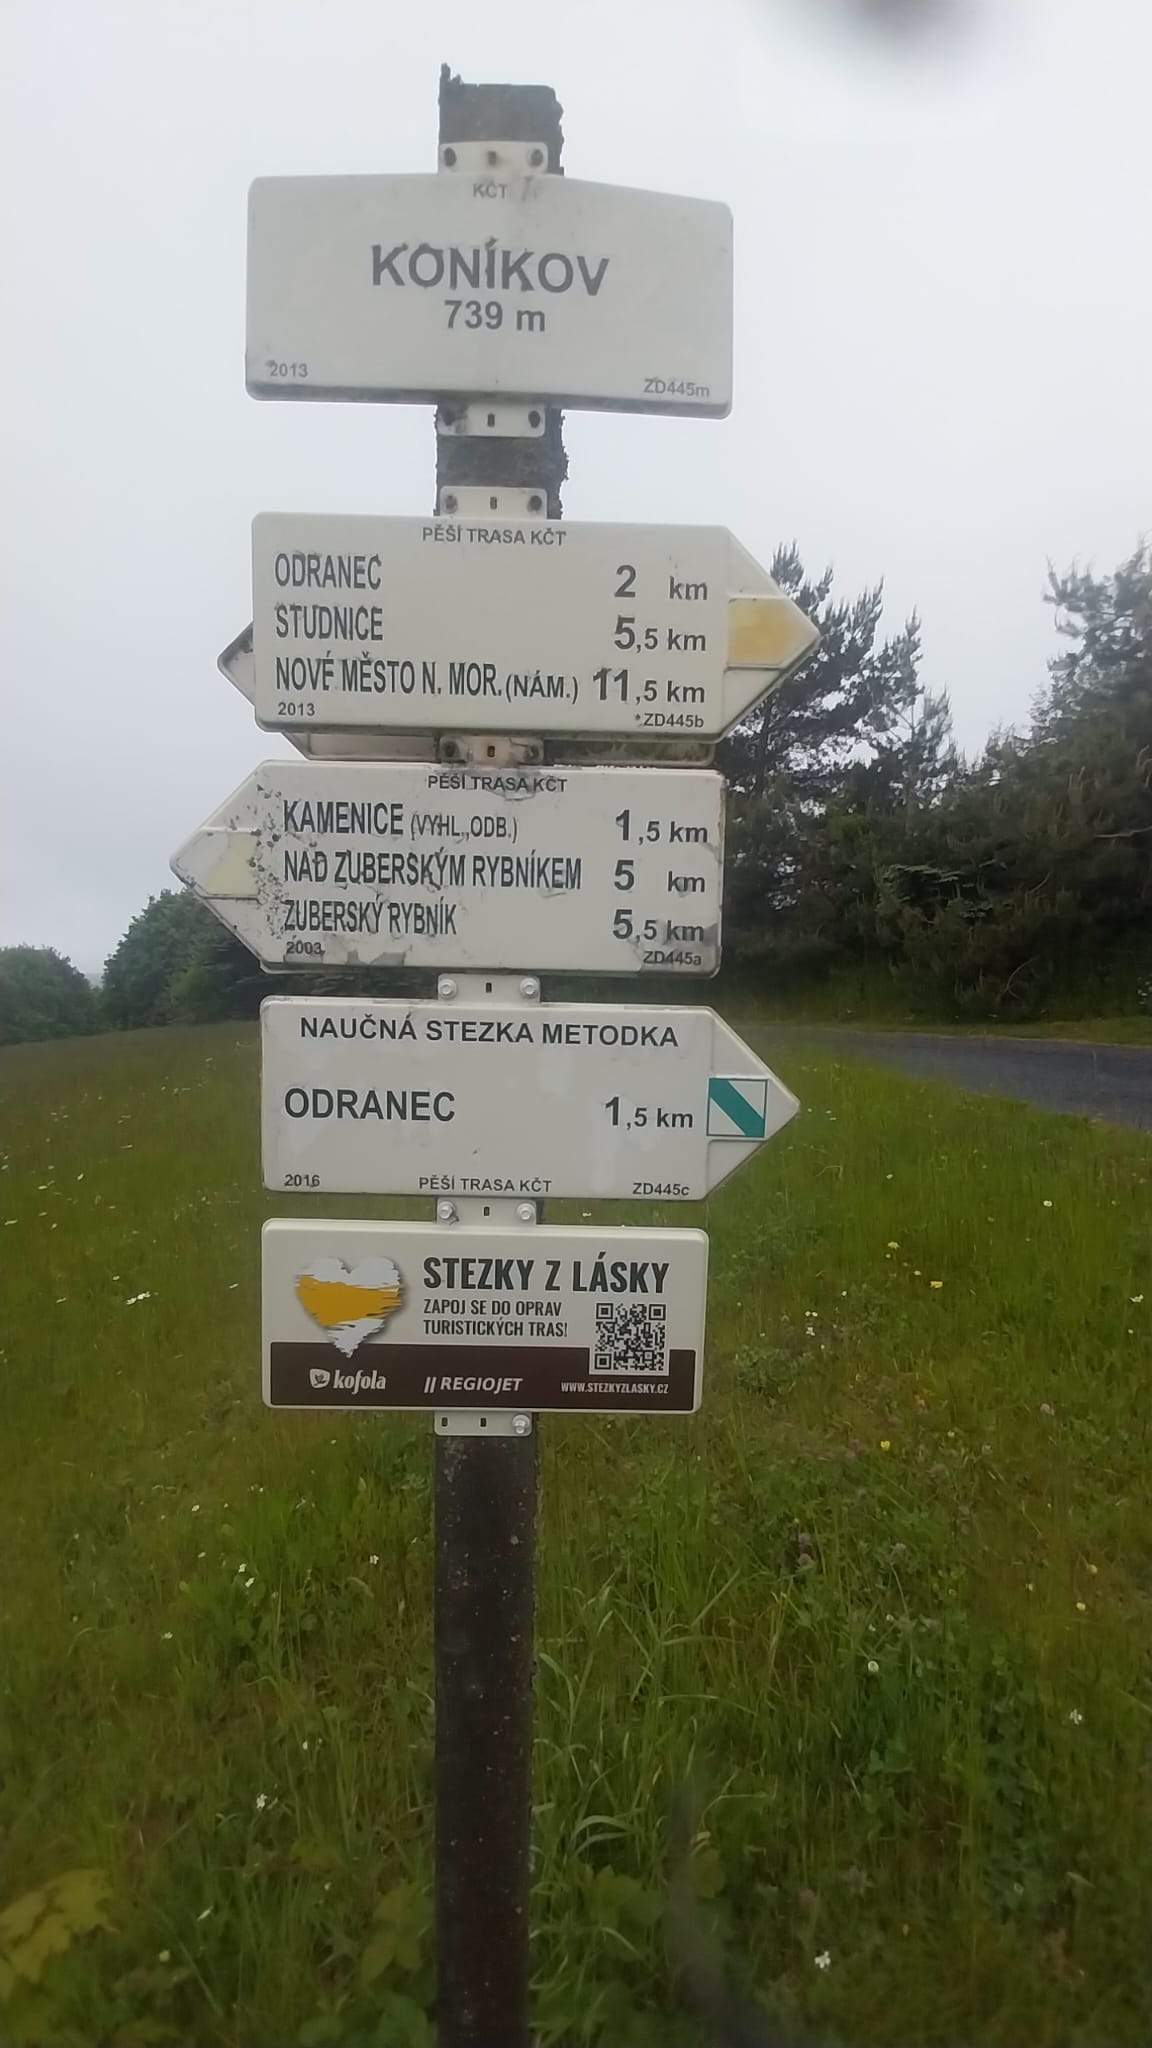 KČT
KONÍKOV
739 m
2013 ZD445m
PĚŠÍ TRASA KČT
ODRANEC 2 km
STUDNICE 5,5 km
NOVÉ MĚSTO N. MOR.(NÁM.) 11,5 km
2013 ZD445b
PĚŠÍ TRASA KČT
KAMENICE (VYHL.,ODB.) 1,5 km
NAD ZUBERSKÝM RYBNÍKEM 5 km
ZUBERSKÝ RYBNÍK 5,5 km
2003 ZD445a
NAUČNÁ STEZKA METODKA
ODRANEC 1,5 km
2016 PĚŠÍ TRASA KČT ZD445c
STEZKY Z LÁSKY
ZAPOJ SE DO OPRAV
TURISTICKÝCH TRAS!
kofola REGIOJET WWW.STEZKYZLASKY.CZ